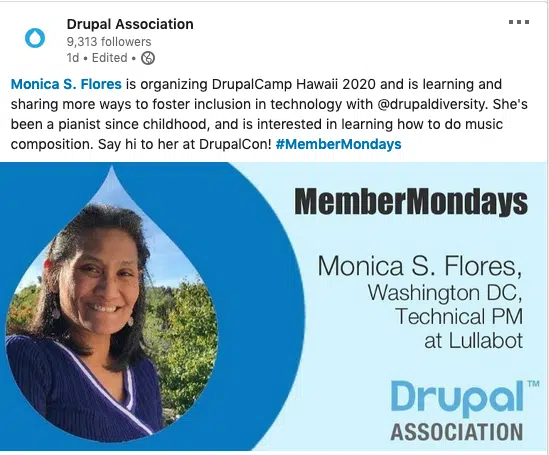 Drupal Association
9,313 followers
1d • Edited •
Monica S. Flores is organizing DrupalCamp Hawaii 2020 and is learning and
sharing more ways to foster inclusion in technology with @drupaldiversity. She's
been a pianist since childhood, and is interested in learning how to do music
composition. Say hi to her at DrupalCon! #MemberMondays
MemberMondays
Monica S. Flores,
Washington DC,
Technical PM
at Lullabot
Drupal™
ASSOCIATION